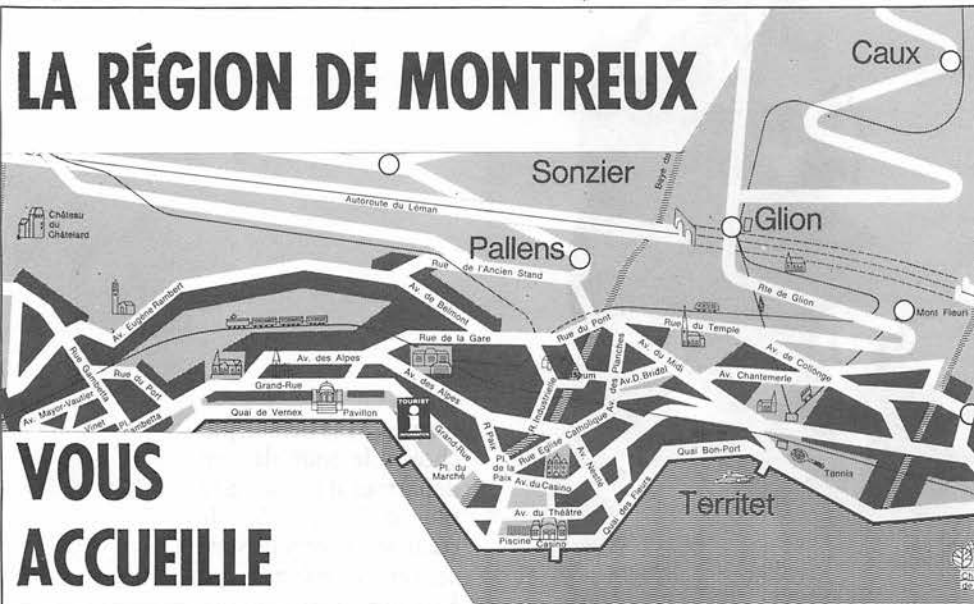 LA RÉGION DE MONTREUX
Caux
Sonzier
Baye de
Autoroute du Léman
Glion
Château
du
Châtelard
Pallens
Rue de l'Ancien Stand
Av. Eugène Rambert
Av. de Belmont
Rte de Glion
Mont Fleuri
Rue du Pont
Rue du Temple
Rue de la Gare
Av. des Alpes
Av. de Collonge
Rue Gambetta
Rue du Port
Av. des Planches
Av. du Midi
Av. D. Bridel
Av. Chantemerle
Grand-Rue
Av. des Alpes
R. Industrielle
Av. Mayor-Vautier
Vinet
Pl.
Gambetta
Quai de Vernex
Pavillon
TOURIST
i
Grand-Rue
R. Paix
Rue Eglise Catholique
Quai Bon-Port
Pl. du
Marché
Pl.
de la
Paix
Av. du Casino
Av. Nestlé
Tennis
Quai des Fleurs
Territet
Av. du Théâtre
Piscine
Casino
VOUS
ACCUEILLE